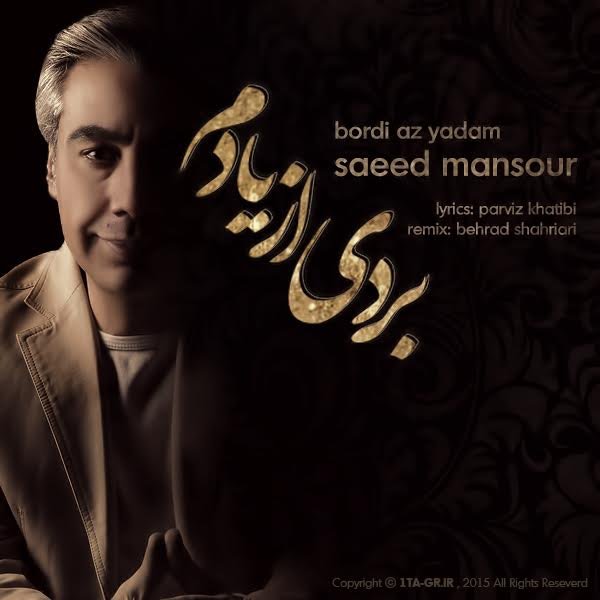 بردی از یادم
bordi az yadam
saeed mansour
lyrics: parviz khatibi
remix: behrad shahriari
Copyright © 1TA-GR.IR , 2015 All Rights Reseverd